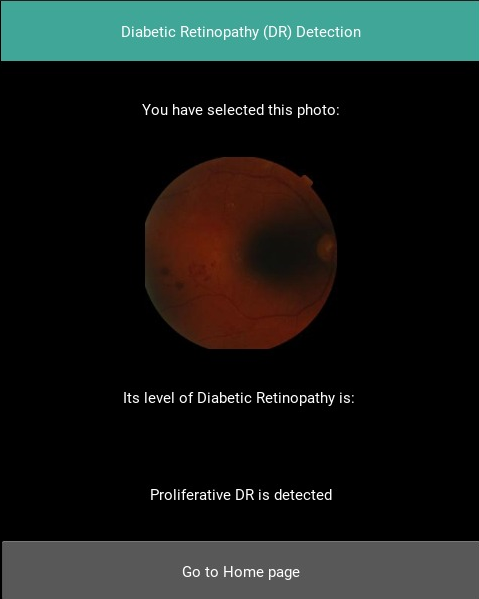 Diabetic Retinopathy (DR) Detection
You have selected this photo:
Its level of Diabetic Retinopathy is:
Proliferative DR is detected
Go to Home page